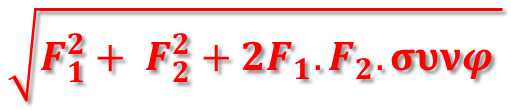 √(F₁² + F₂² + 2F₁.F₂.συνφ)